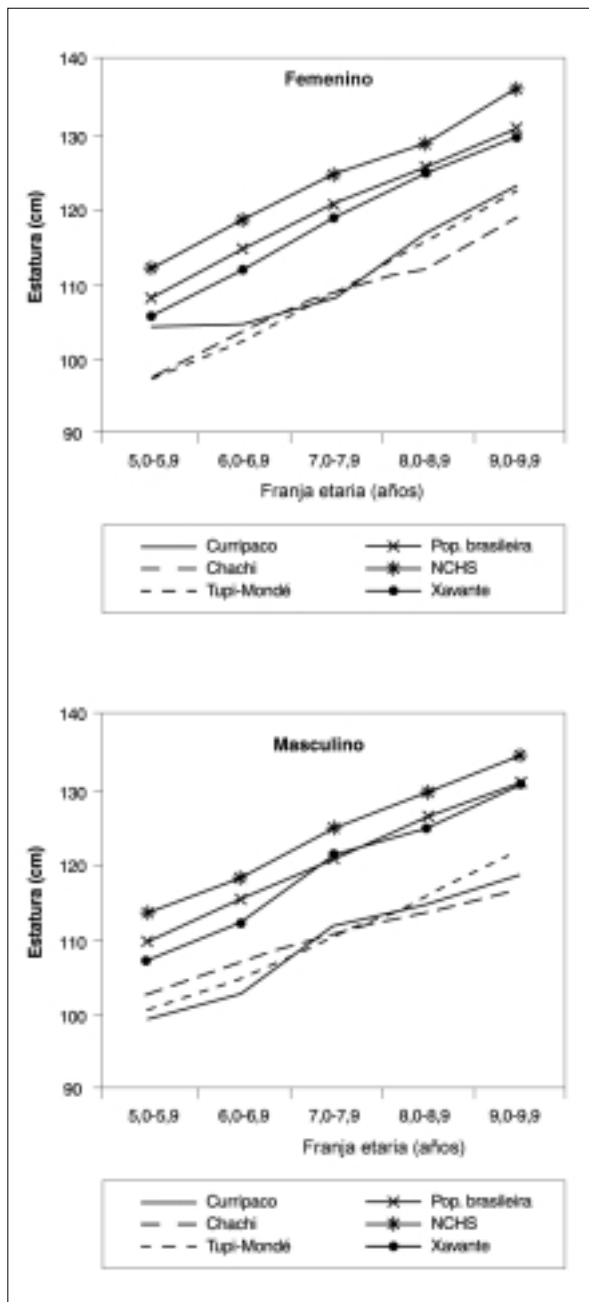 Femenino
Estatura (cm)
140
130
120
110
100
90
5,0-5,9 6,0-6,9 7,0-7,9 8,0-8,9 9,0-9,9
Franja etaria (años)
Curripaco Pop. brasileira
Chachi NCHS
Tupi-Mondé Xavante
Masculino
Estatura (cm)
140
130
120
110
100
90
5,0-5,9 6,0-6,9 7,0-7,9 8,0-8,9 9,0-9,9
Franja etaria (años)
Curripaco Pop. brasileira
Chachi NCHS
Tupi-Mondé Xavante